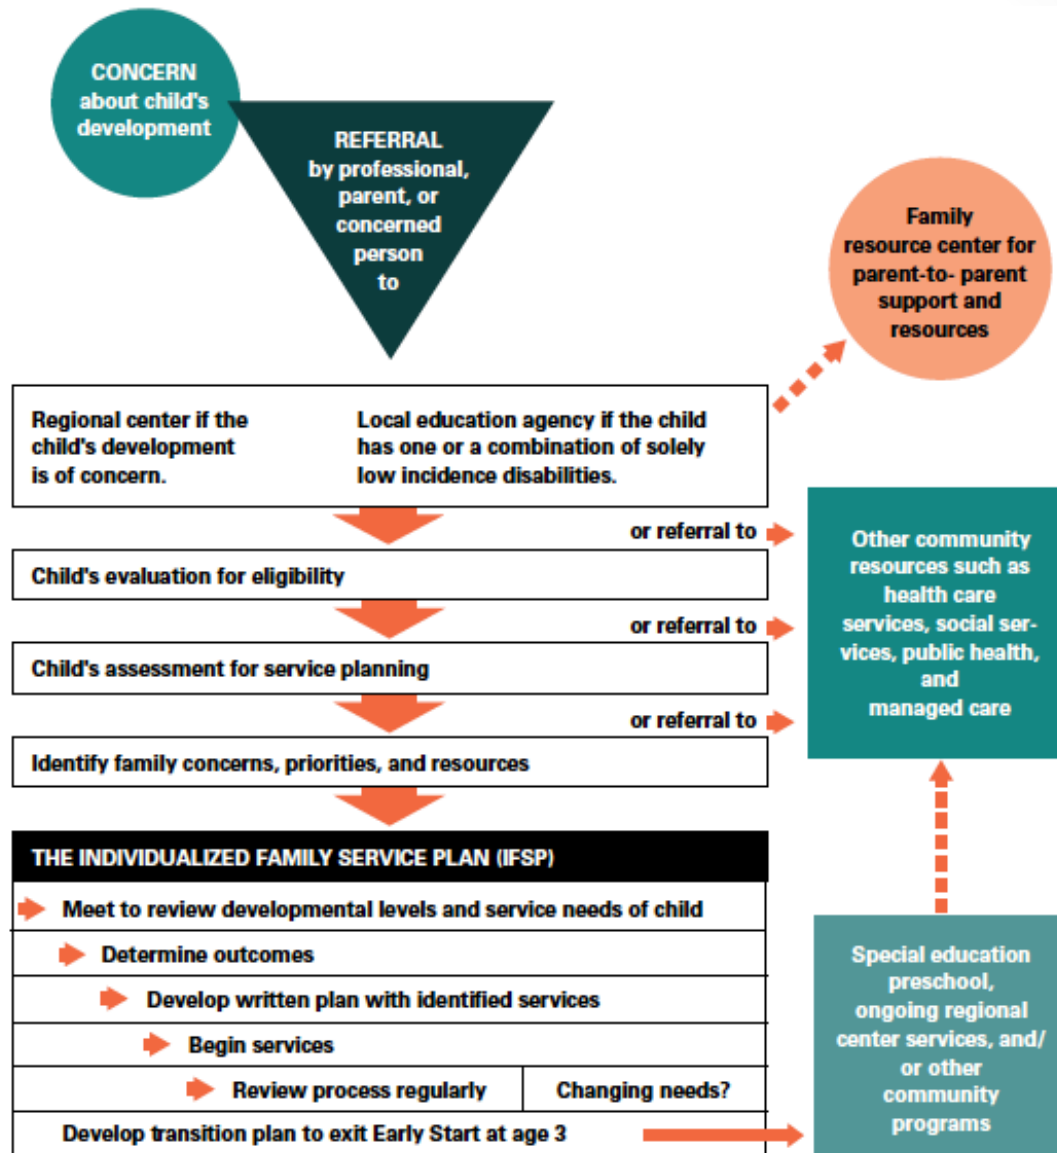 CONCERN
about child's
development
REFERRAL
by professional,
parent, or
concerned
person
to
Family
resource center for
parent-to- parent
support and
resources
Regional center if the
child's development
is of concern.
Local education agency if the child
has one or a combination of solely
low incidence disabilities.
or referral to
Child's evaluation for eligibility
or referral to
Child's assessment for service planning
or referral to
Identify family concerns, priorities, and resources
Other community
resources such as
health care
services, social ser-
vices, public health,
and
managed care
THE INDIVIDUALIZED FAMILY SERVICE PLAN (IFSP)
Meet to review developmental levels and service needs of child
Determine outcomes
Develop written plan with identified services
Begin services
Review process regularly
Changing needs?
Develop transition plan to exit Early Start at age 3
Special education
preschool,
ongoing regional
center services, and/
or other
community
programs